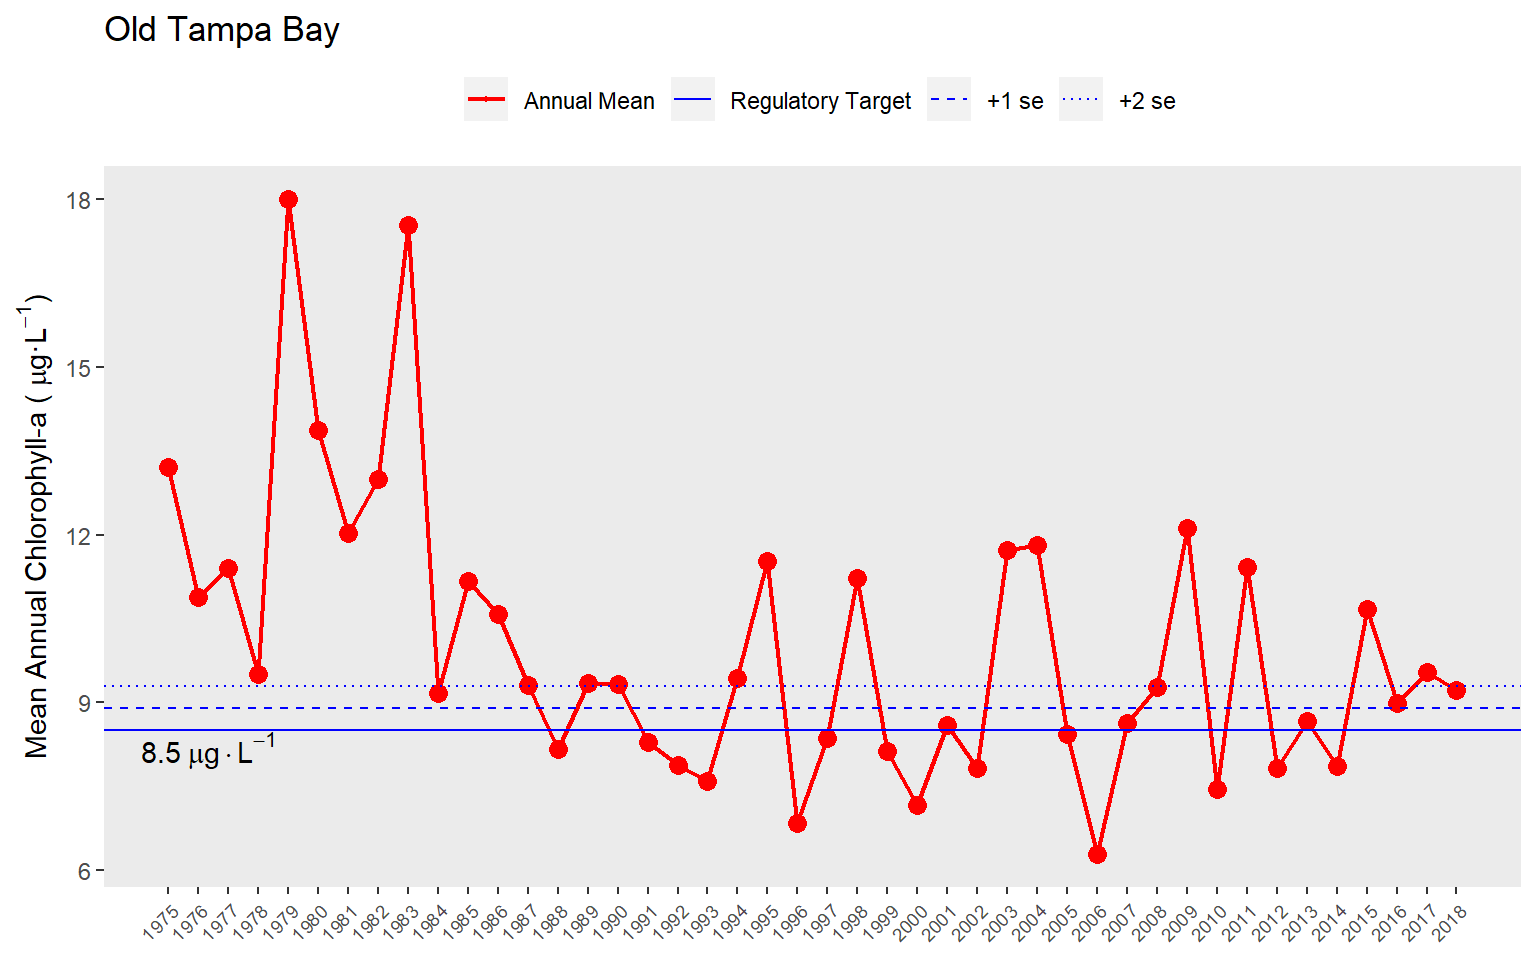 Old Tampa Bay
Annual Mean Regulatory Target +1 se +2 se
Mean Annual Chlorophyll-a ( μg·L⁻¹)
18
15
12
9
6
8.5 μg·L⁻¹
1975 1976 1977 1978 1979 1980 1981 1982 1983 1984 1985 1986 1987 1988 1989 1990 1991 1992 1993 1994 1995 1996 1997 1998 1999 2000 2001 2002 2003 2004 2005 2006 2007 2008 2009 2010 2011 2012 2013 2014 2015 2016 2017 2018